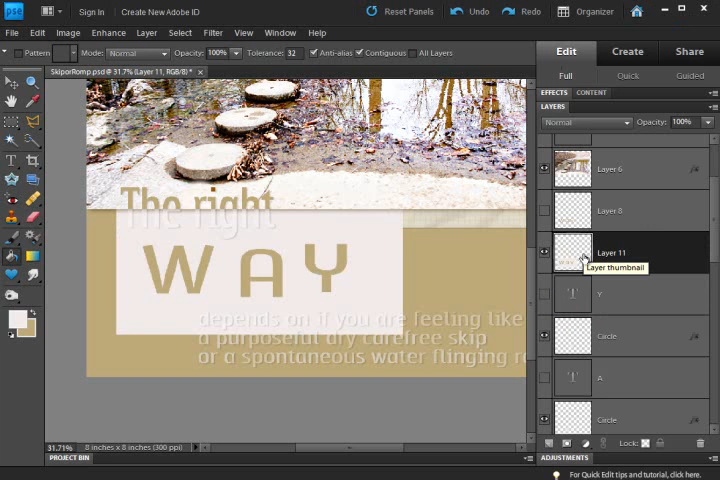 pse
Sign In
Create New Adobe ID
Reset Panels
Undo
Redo
Organizer
File Edit Image Enhance Layer Select Filter View Window Help
Pattern Mode: Normal Opacity: 100% Tolerance: 32 Anti-alias Contiguous All Layers
Edit
Create
Share
Full
Quick
Guided
SkiporRomp.psd @ 31.7% (Layer 11, RGB/8) *
EFFECTS CONTENT
LAYERS
Normal Opacity: 100%
Layer 6
Layer 8
Layer 11
Layer thumbnail
T Y
Circle
T A
Circle
Lock:
The right
WAY
depends on if you are feeling like
a purposeful dry carefree skip
or a spontaneous water flinging
31.71% 8 inches x 8 inches (300 ppi)
PROJECT BIN
ADJUSTMENTS
For Quick Edit tips and tutorial, click here.